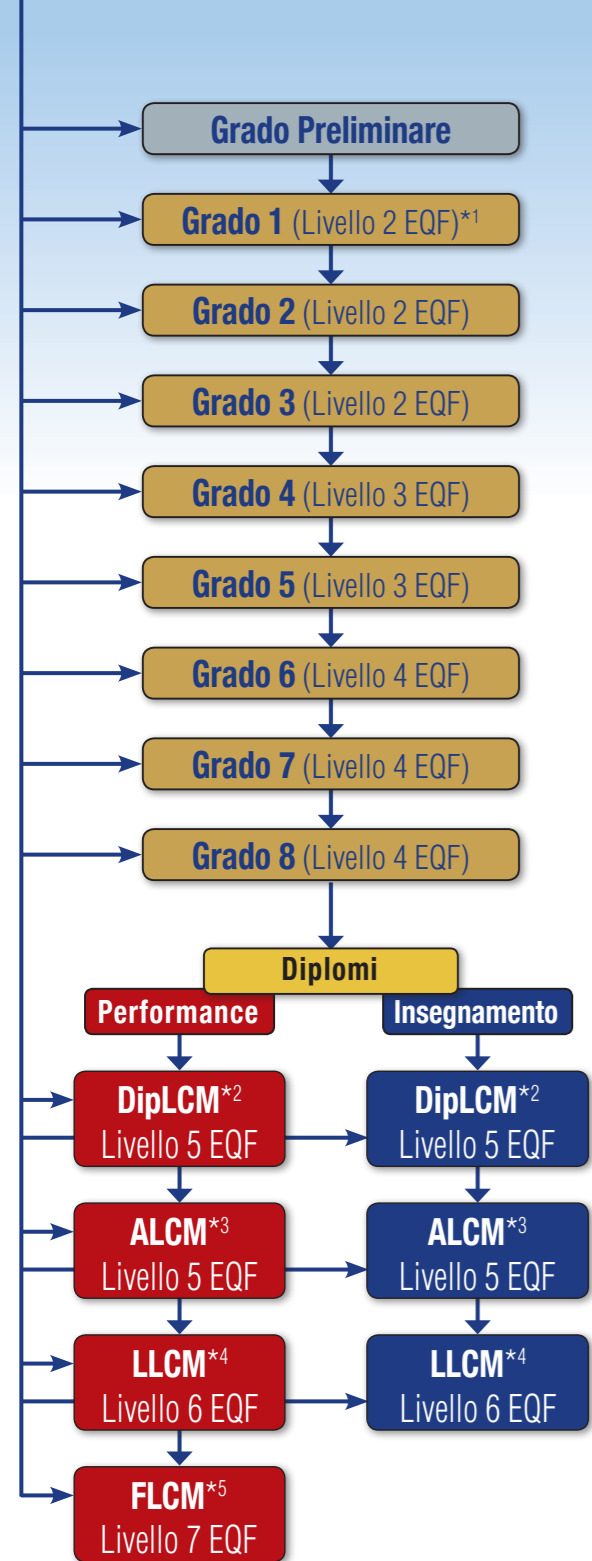 Grado Preliminare
Grado 1 (Livello 2 EQF)*1
Grado 2 (Livello 2 EQF)
Grado 3 (Livello 2 EQF)
Grado 4 (Livello 3 EQF)
Grado 5 (Livello 3 EQF)
Grado 6 (Livello 4 EQF)
Grado 7 (Livello 4 EQF)
Grado 8 (Livello 4 EQF)
Diplomi
Performance
Insegnamento
DipLCM*2
Livello 5 EQF
DipLCM*2
Livello 5 EQF
ALCM*3
Livello 5 EQF
ALCM*3
Livello 5 EQF
LLCM*4
Livello 6 EQF
LLCM*4
Livello 6 EQF
FLCM*5
Livello 7 EQF